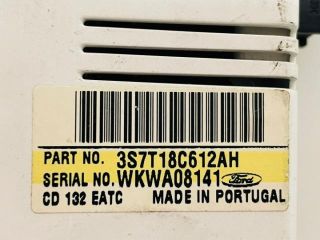 PART NO. 3S7T18C612AH
SERIAL NO. WKWA08141 Ford
CD 132 EATC MADE IN PORTUGAL